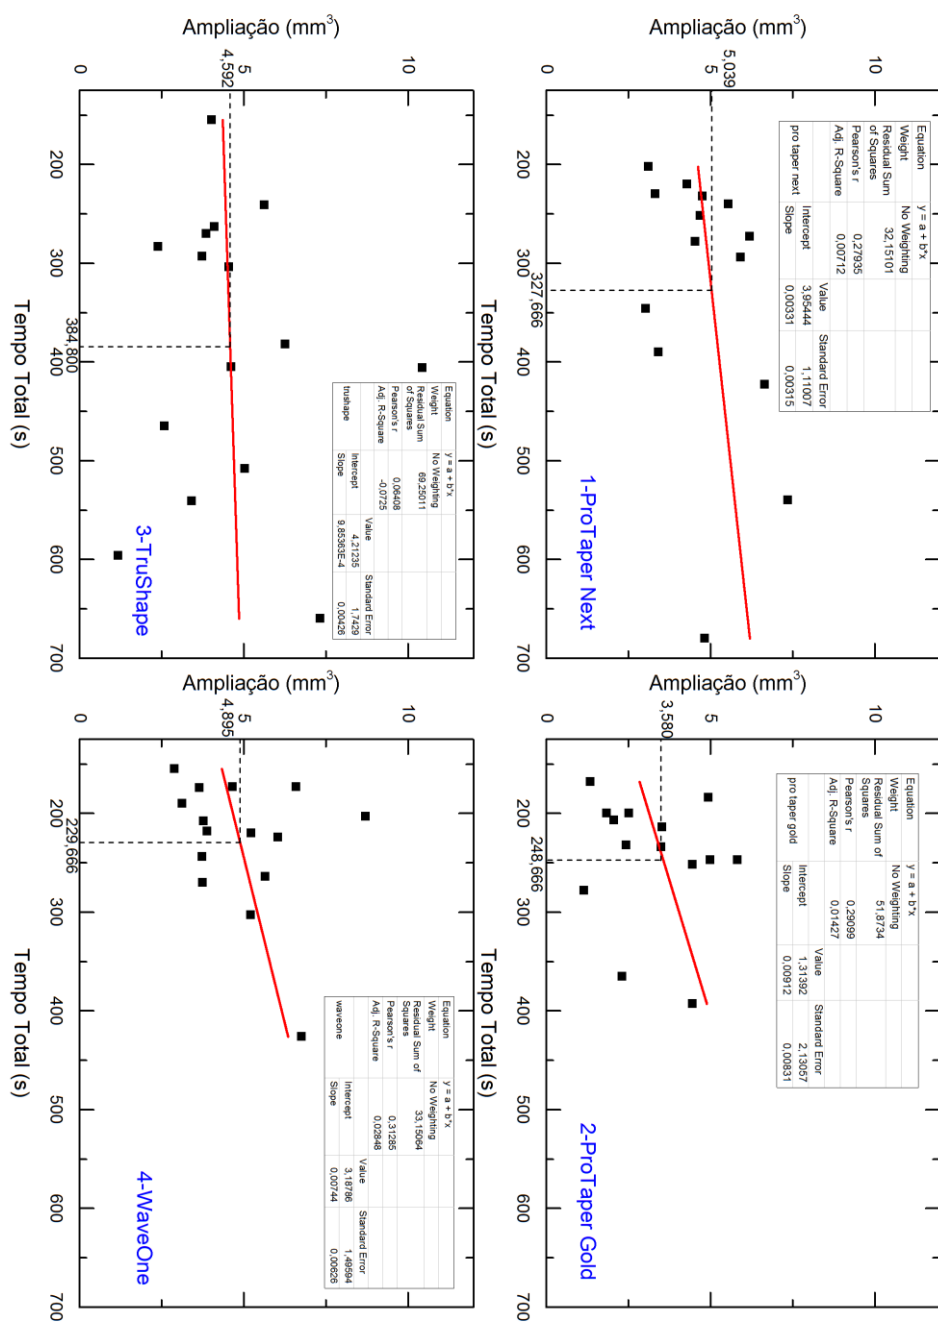 Ampliação (mm³)
10
5
5,039
0
Equation y = a + b*x
Weight No Weighting
Residual Sum of Squares 32,15101
Pearson's r 0,27935
Adj. R-Square 0,00712
Value Standard Error
pro taper next Intercept 3,95444 1,11007
Slope 0,00331 0,00315
200 300 400 500 600 700
327,666
Tempo Total (s)
1-ProTaper Next
Ampliação (mm³)
10
5
3,580
0
Equation y = a + b*x
Weight No Weighting
Residual Sum of Squares 51,8734
Pearson's r 0,29099
Adj. R-Square 0,01427
Value Standard Error
pro taper gold Intercept 1,31392 2,13057
Slope 0,00912 0,00831
200 300 400 500 600 700
248,666
Tempo Total (s)
2-ProTaper Gold
Ampliação (mm³)
10
5
4,592
0
Equation y = a + b*x
Weight No Weighting
Residual Sum of Squares 69,25011
Pearson's r 0,06408
Adj. R-Square -0,0725
Value Standard Error
trushape Intercept 4,21235 1,7429
Slope 9,85363E-4 0,00426
200 300 400 500 600 700
384,800
Tempo Total (s)
3-TruShape
Ampliação (mm³)
10
5
4,895
0
Equation y = a + b*x
Weight No Weighting
Residual Sum of Squares 33,15064
Pearson's r 0,31285
Adj. R-Square 0,02848
Value Standard Error
waveone Intercept 3,18786 1,49594
Slope 0,00744 0,00626
200 300 400 500 600 700
229,666
Tempo Total (s)
4-WaveOne